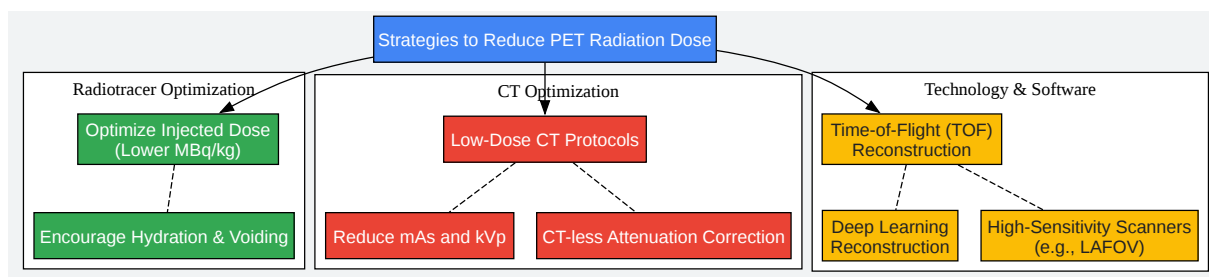 Strategies to Reduce PET Radiation Dose
Radiotracer Optimization
Optimize Injected Dose
(Lower MBq/kg)
Encourage Hydration & Voiding
CT Optimization
Low-Dose CT Protocols
Reduce mAs and kVp
CT-less Attenuation Correction
Technology & Software
Time-of-Flight (TOF)
Reconstruction
Deep Learning
Reconstruction
High-Sensitivity Scanners
(e.g., LAFOV)